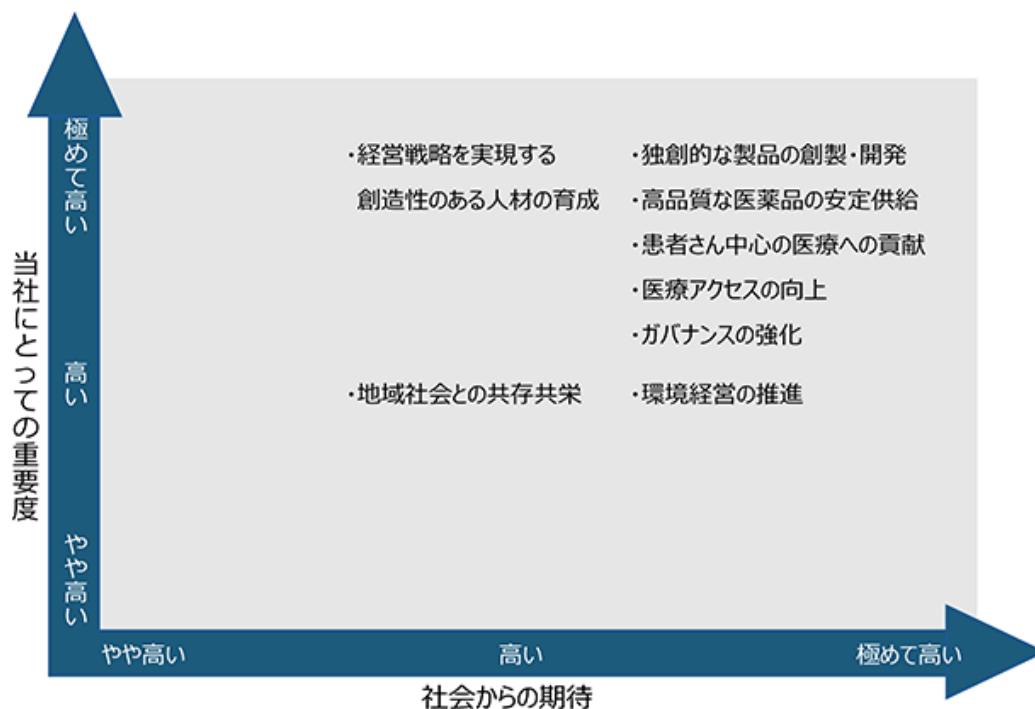 当社にとっての重要度
極めて高い
高い
やや高い
・経営戦略を実現する
創造性のある人材の育成
・独創的な製品の創製・開発
・高品質な医薬品の安定供給
・患者さん中心の医療への貢献
・医療アクセスの向上
・ガバナンスの強化
・地域社会との共存共栄
・環境経営の推進
やや高い
高い
極めて高い
社会からの期待